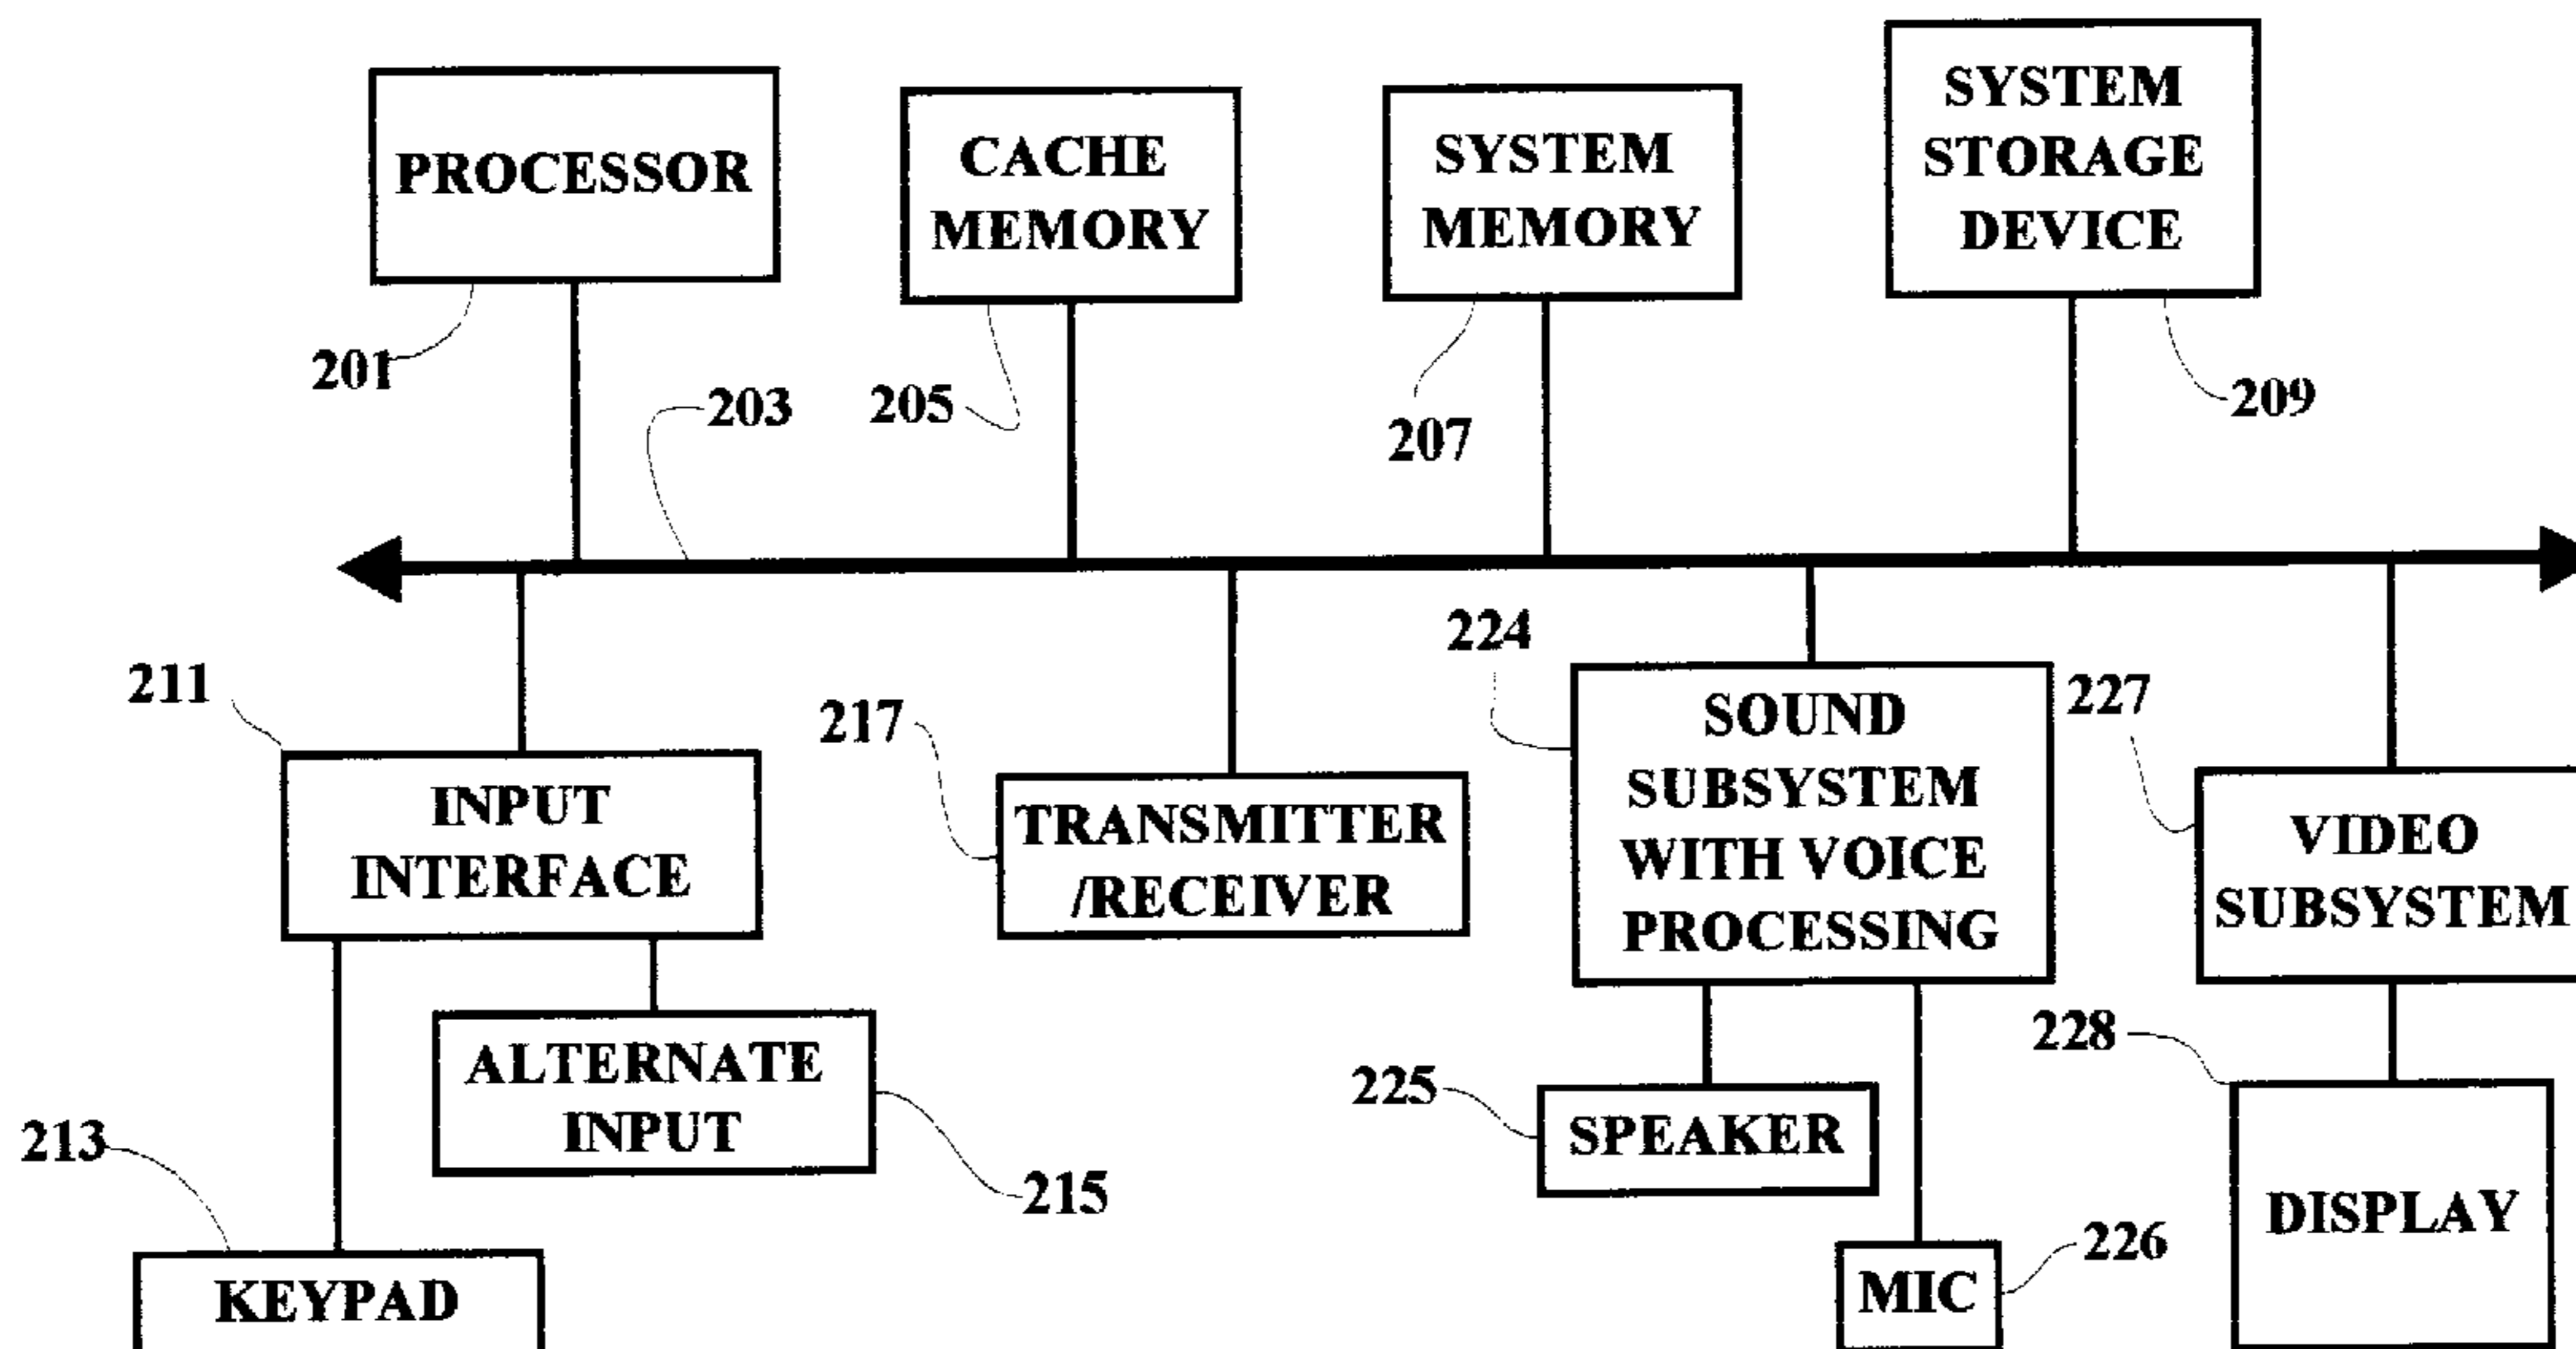 PROCESSOR
CACHE
MEMORY
SYSTEM
MEMORY
SYSTEM
STORAGE
DEVICE
201
203
205
207
209
211
217
224
227
INPUT
INTERFACE
TRANSMITTER
/RECEIVER
SOUND
SUBSYSTEM
WITH VOICE
PROCESSING
VIDEO
SUBSYSTEM
213
ALTERNATE
INPUT
215
225
SPEAKER
228
DISPLAY
KEYPAD
MIC
226